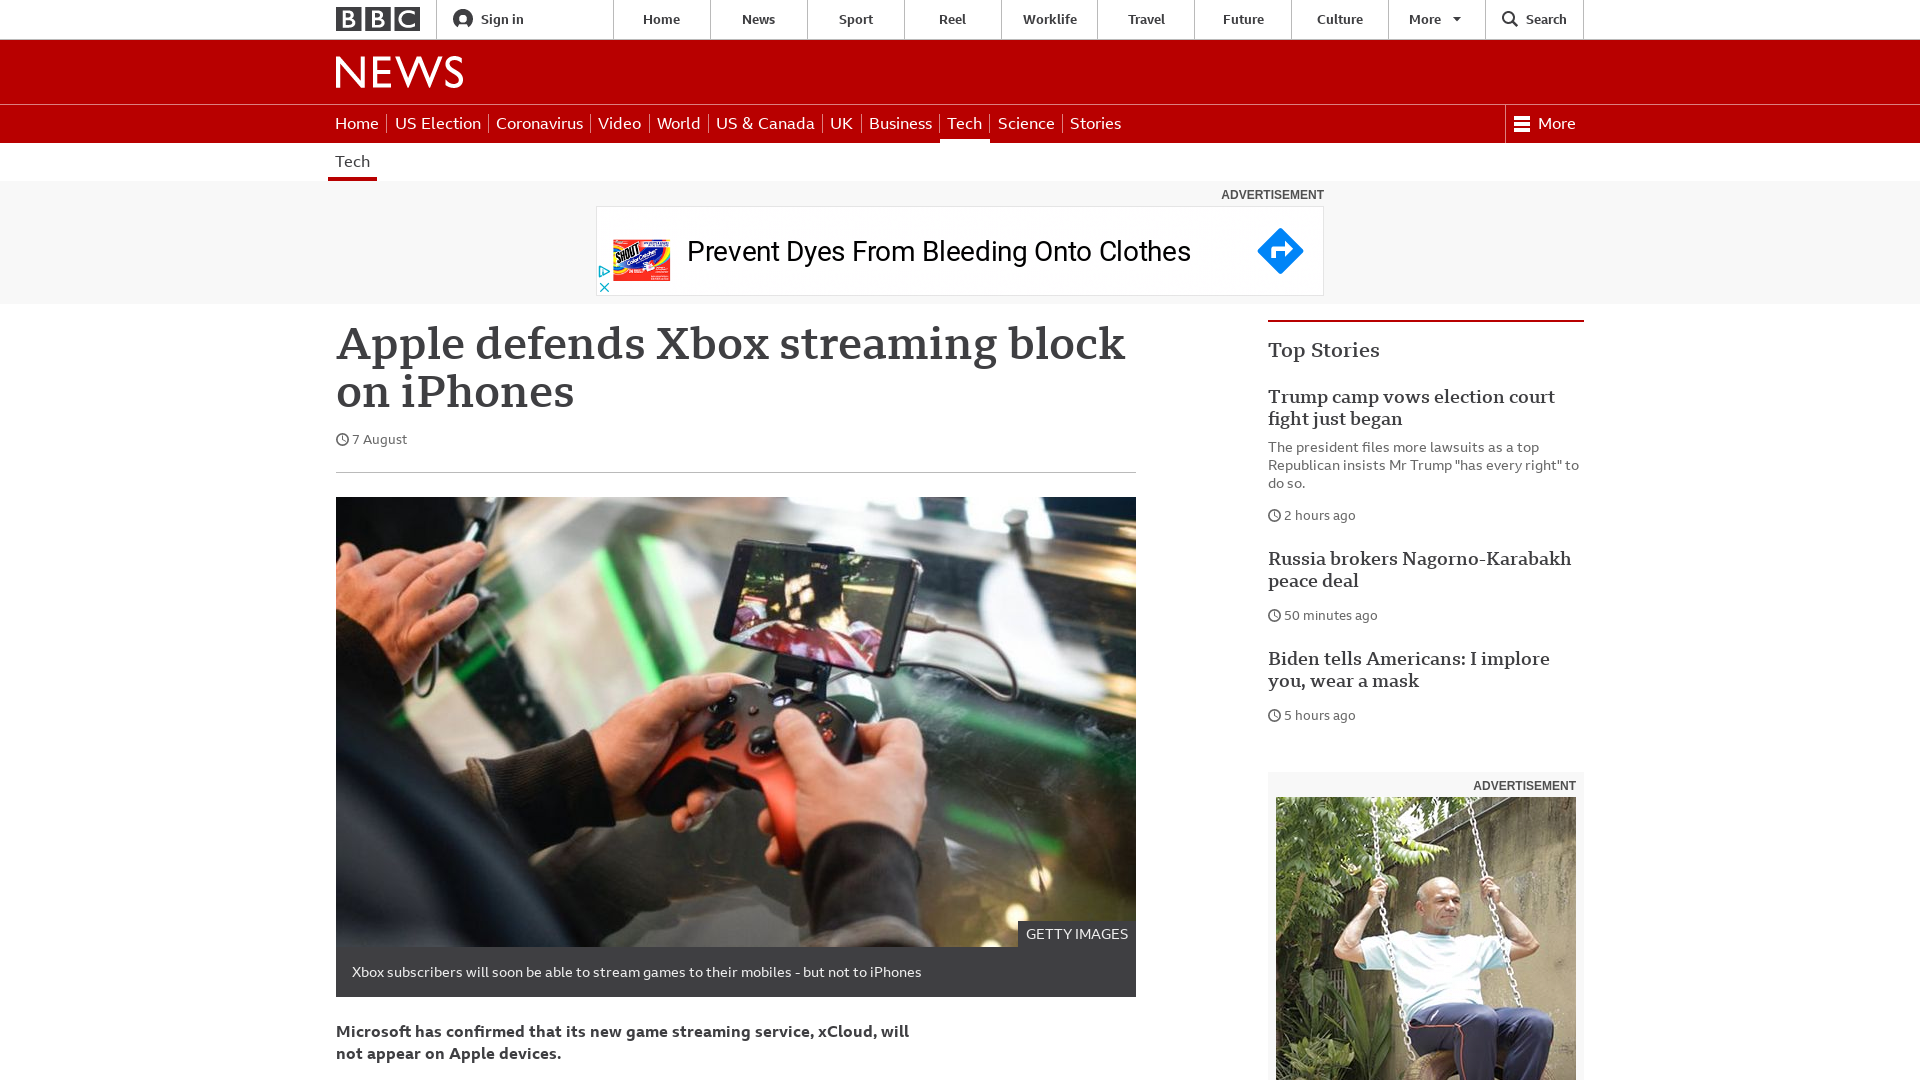 BBC
Sign in
Home
News
Sport
Reel
Worklife
Travel
Future
Culture
More
Search
NEWS
Home
US Election
Coronavirus
Video
World
US & Canada
UK
Business
Tech
Science
Stories
More
Tech
ADVERTISEMENT
SHOUT
Color Catcher
Prevent Dyes From Bleeding Onto Clothes
Apple defends Xbox streaming block
on iPhones
7 August
GETTY IMAGES
Xbox subscribers will soon be able to stream games to their mobiles - but not to iPhones
Microsoft has confirmed that its new game streaming service, xCloud, will
not appear on Apple devices.
Top Stories
Trump camp vows election court
fight just began
The president files more lawsuits as a top
Republican insists Mr Trump "has every right" to
do so.
2 hours ago
Russia brokers Nagorno-Karabakh
peace deal
50 minutes ago
Biden tells Americans: I implore
you, wear a mask
5 hours ago
ADVERTISEMENT